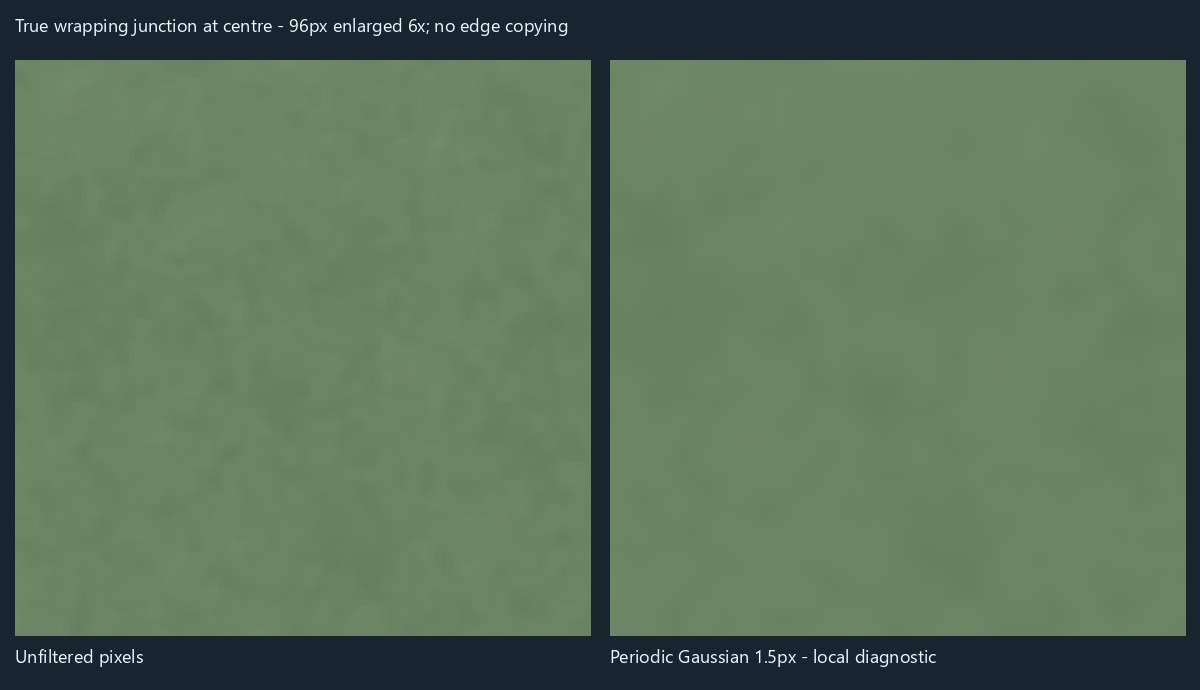 True wrapping junction at centre - 96px enlarged 6x; no edge copying
Unfiltered pixels
Periodic Gaussian 1.5px - local diagnostic